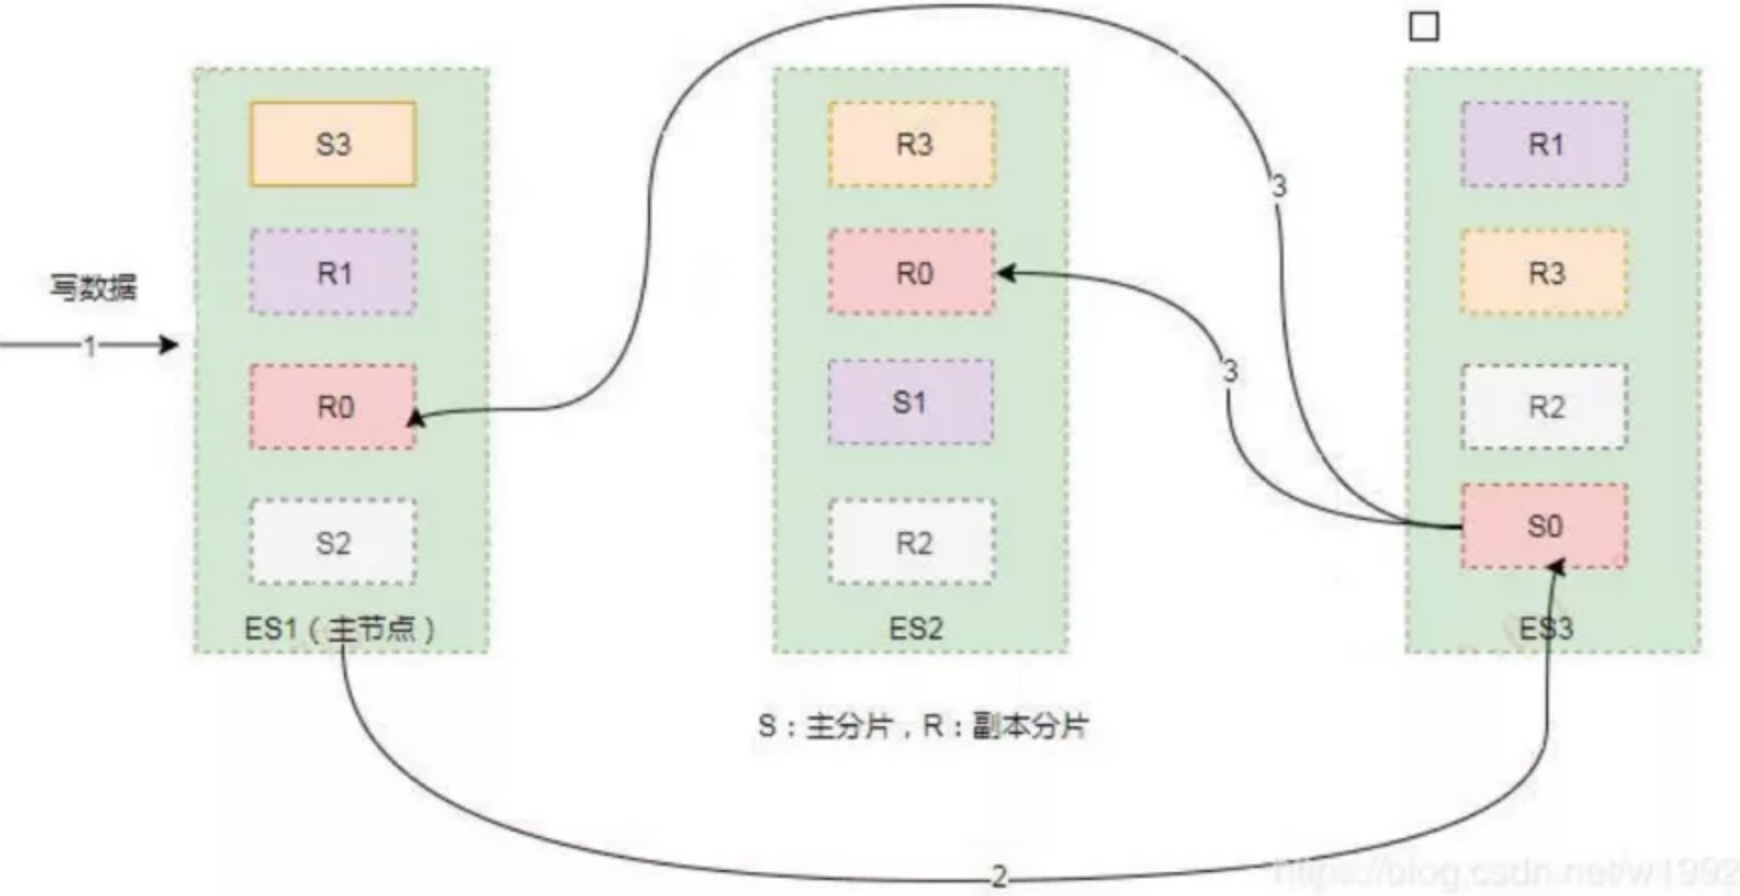 写数据
1
S3
R1
R0
S2
ES1（主节点）
R3
R0
S1
R2
ES2
3
3
R1
R3
R2
S0
ES3
S：主分片，R：副本分片
2
https://blog.csdn.net/w1992